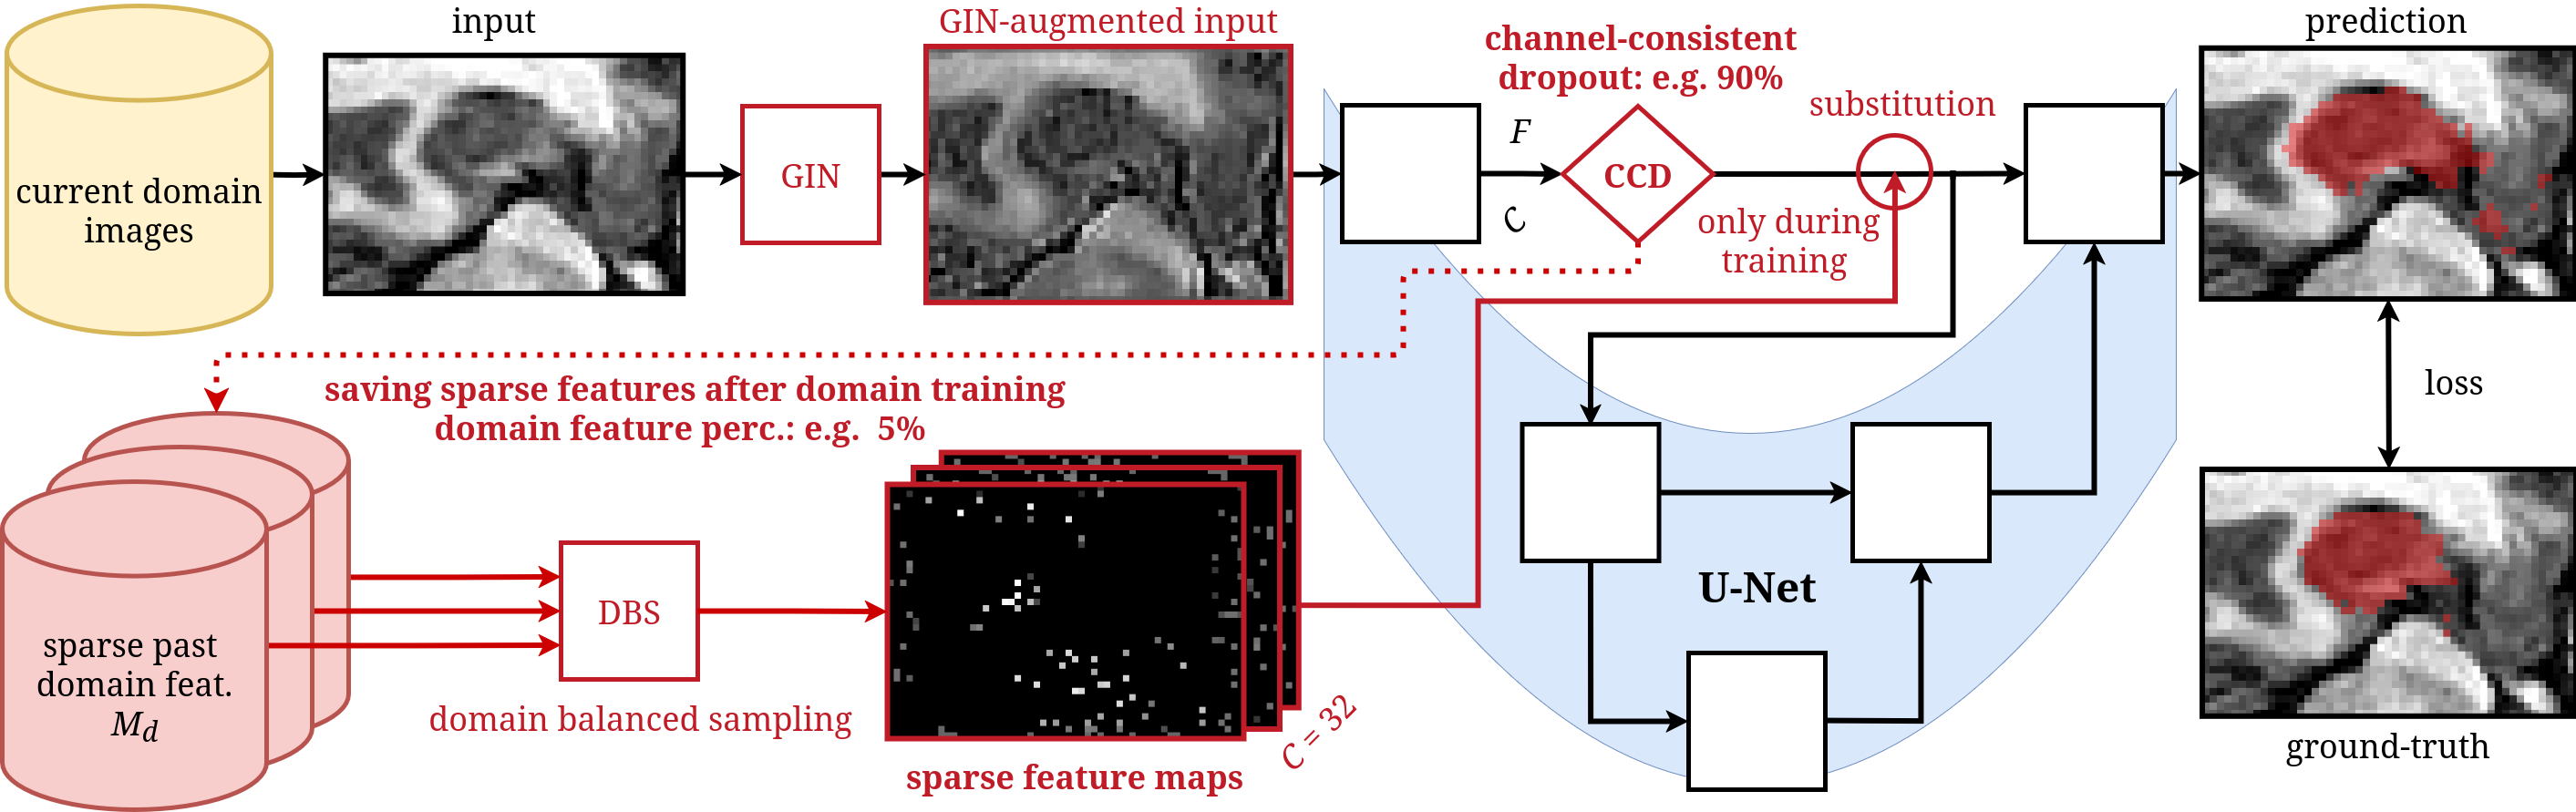 input
GIN-augmented input
channel-consistent
dropout: e.g. 90%
prediction
substitution
F
current domain
images
GIN
CCD
C
only during
training
saving sparse features after domain training
domain feature perc.: e.g. 5%
loss
sparse past
domain feat.
M_d
DBS
domain balanced sampling
U-Net
C = 32
sparse feature maps
ground-truth